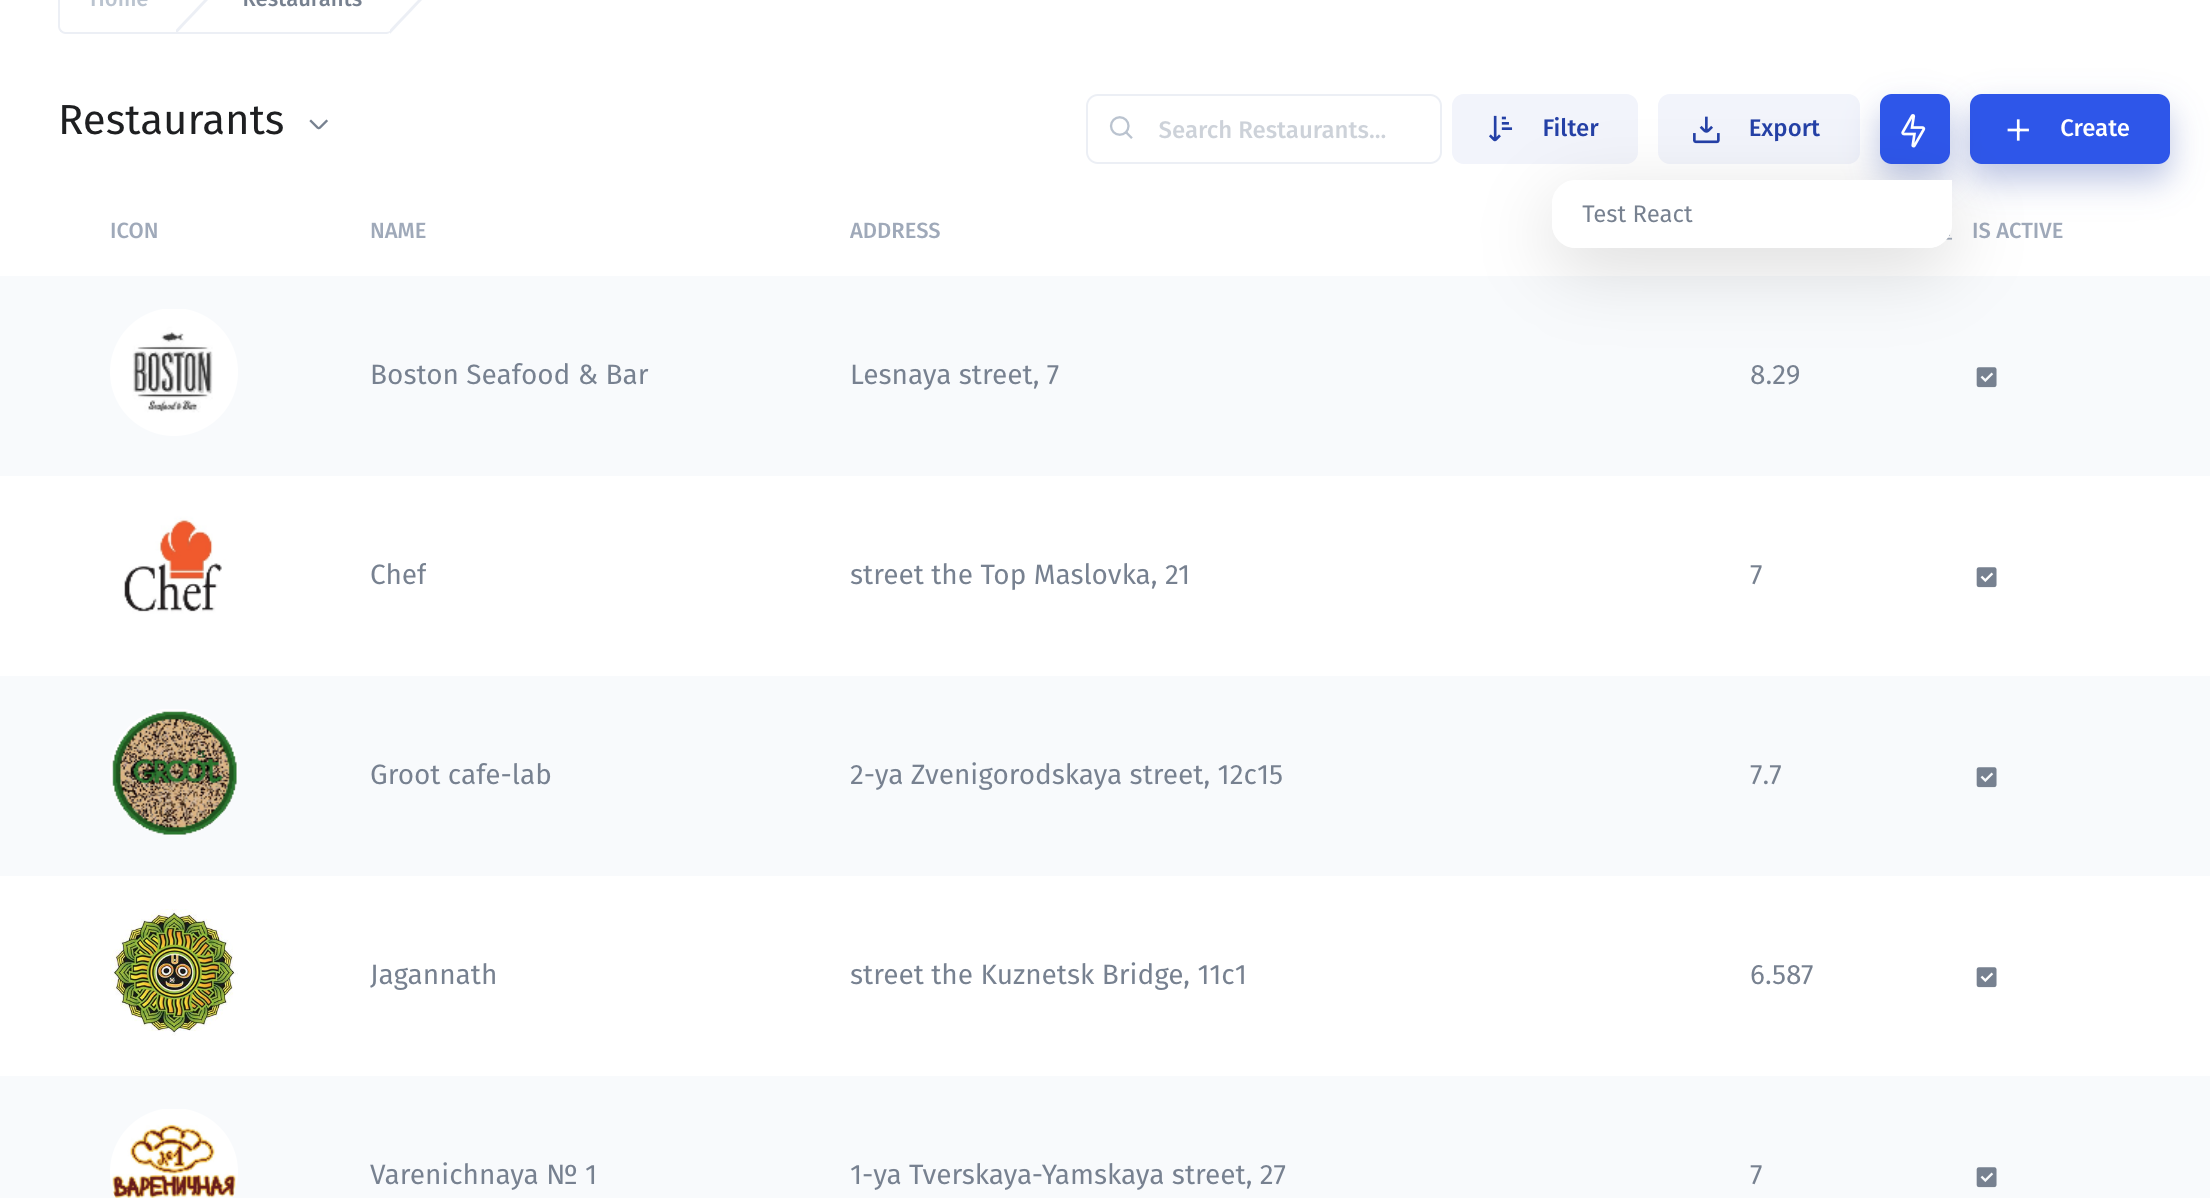 Home Restaurants
Restaurants
Search Restaurants... Filter Export Create
Test React
ICON NAME ADDRESS IS ACTIVE
BOSTON
Seafood & Bar
Boston Seafood & Bar Lesnaya street, 7 8.29
Chef
Chef street the Top Maslovka, 21 7
GROOT
Groot cafe-lab 2-ya Zvenigorodskaya street, 12c15 7.7
Jagannath street the Kuznetsk Bridge, 11c1 6.587
№1
ВАРЕНИЧНАЯ
Varenichnaya № 1 1-ya Tverskaya-Yamskaya street, 27 7